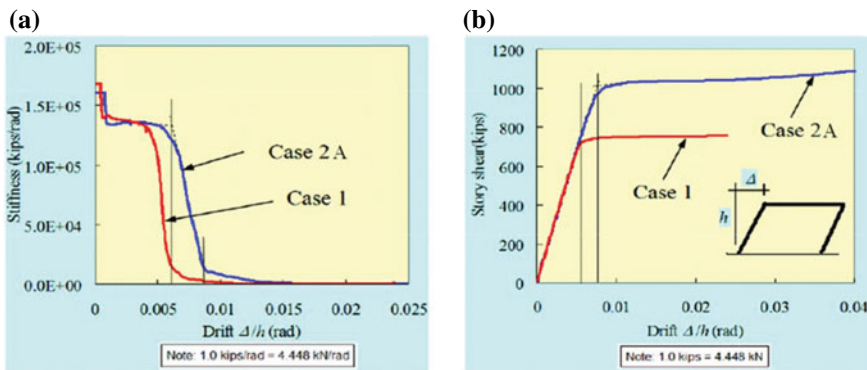 (a)
2.0E+05
1.5E+05
1.0E+05
5.0E+04
0.0E+00
Stiffness (kips/rad)
Case 2 A
Case 1
0
0.005
0.01
0.015
0.02
0.025
Drift Δ/h (rad)
Note: 1.0 kips/rad = 4.448 kN/rad
(b)
1200
1000
800
600
400
200
0
Story shear(kips)
Case 2A
Case 1
Δ
h
0
0.01
0.02
0.03
0.04
Drift Δ/h (rad)
Note: 1.0 kips = 4.448 kN